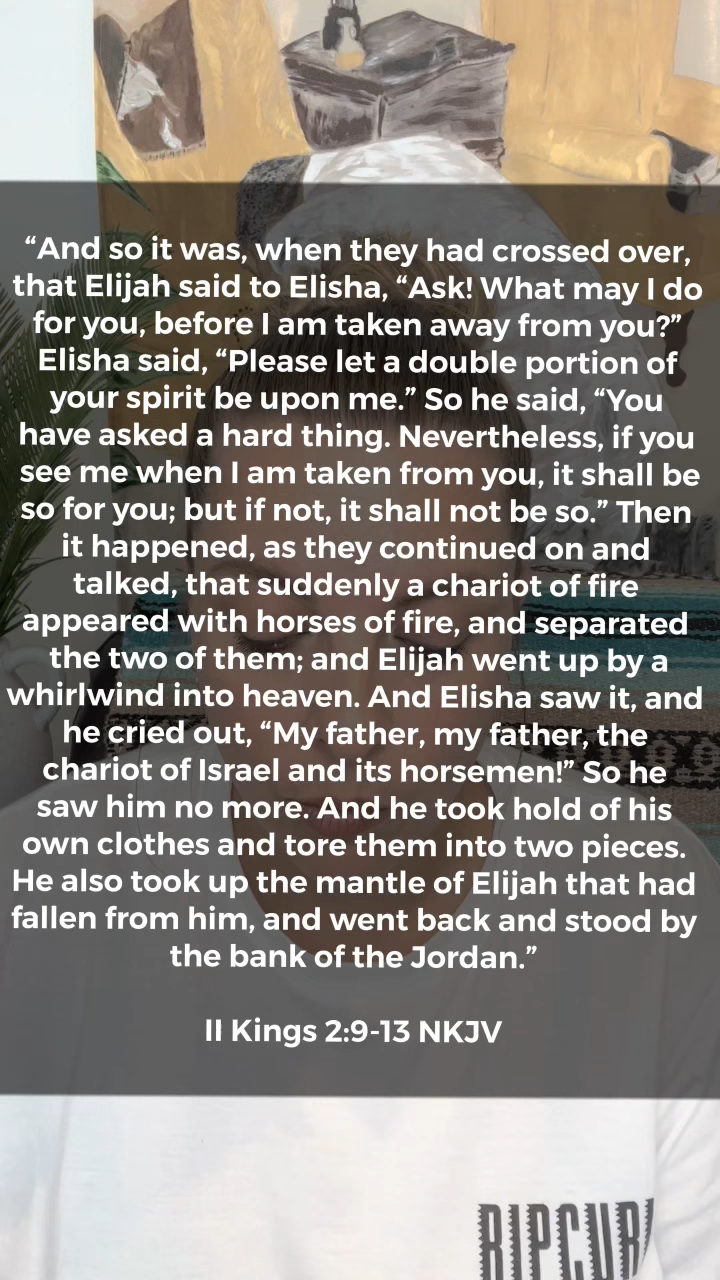 “And so it was, when they had crossed over,
that Elijah said to Elisha, “Ask! What may I do
for you, before I am taken away from you?”
Elisha said, “Please let a double portion of
your spirit be upon me.” So he said, “You
have asked a hard thing. Nevertheless, if you
see me when I am taken from you, it shall be
so for you; but if not, it shall not be so.” Then
it happened, as they continued on and
talked, that suddenly a chariot of fire
appeared with horses of fire, and separated
the two of them; and Elijah went up by a
whirlwind into heaven. And Elisha saw it, and
he cried out, “My father, my father, the
chariot of Israel and its horsemen!” So he
saw him no more. And he took hold of his
own clothes and tore them into two pieces.
He also took up the mantle of Elijah that had
fallen from him, and went back and stood by
the bank of the Jordan.”
II Kings 2:9-13 NKJV
RIPCUR